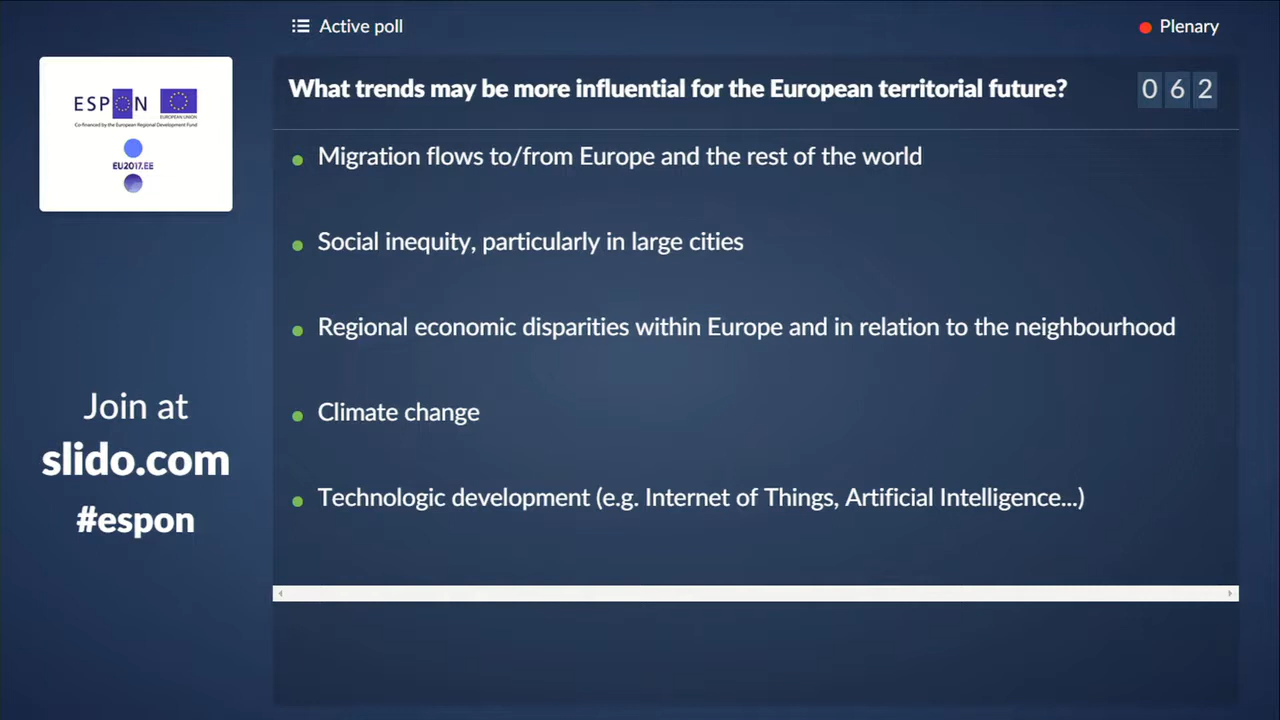 Active poll
Plenary
ESPON
EUROPEAN UNION
Co-financed by the European Regional Development Fund
EU2017.EE
What trends may be more influential for the European territorial future?
062
Migration flows to/from Europe and the rest of the world
Social inequity, particularly in large cities
Regional economic disparities within Europe and in relation to the neighbourhood
Climate change
Technologic development (e.g. Internet of Things, Artificial Intelligence...)
Join at
slido.com
#espon